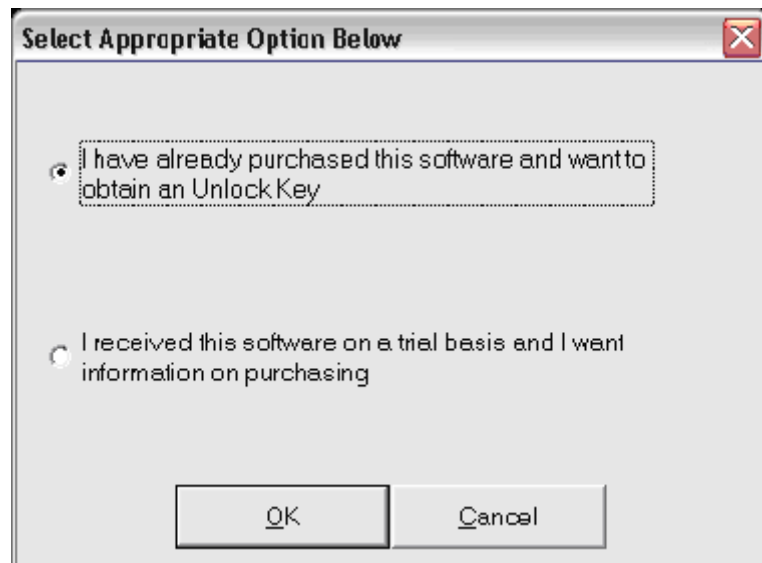 Select Appropriate Option Below
I have already purchased this software and want to
obtain an Unlock Key
I received this software on a trial basis and I want
information on purchasing
OK
Cancel